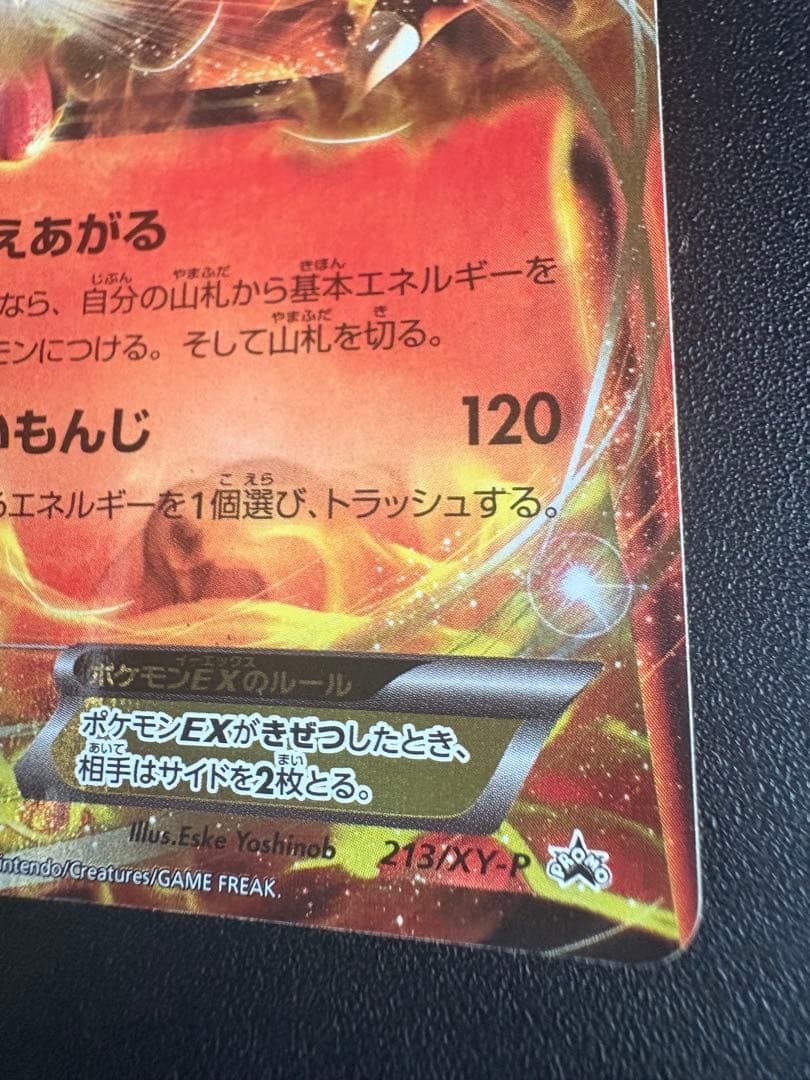 えあがる
なら、自分の山札から基本エネルギーを
モンにつける。そして山札を切る。
いもんじ 120
るエネルギーを1個選び、トラッシュする。
ポケモンEXのルール
ポケモンEXがきぜつしたとき、
相手はサイドを2枚とる。
Illus.Eske Yoshinob
213/XY-P PROMO
intendo/Creatures/GAME FREAK.